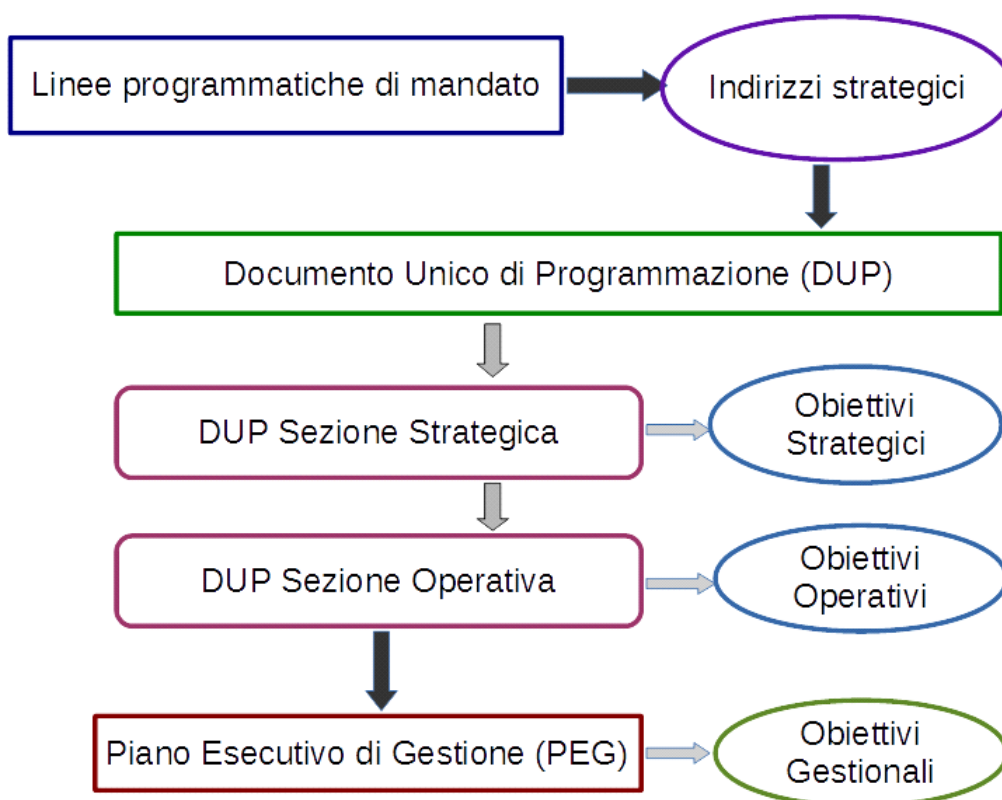 Linee programmatiche di mandato
Indirizzi strategici
Documento Unico di Programmazione (DUP)
DUP Sezione Strategica
Obiettivi
Strategici
DUP Sezione Operativa
Obiettivi
Operativi
Piano Esecutivo di Gestione (PEG)
Obiettivi
Gestionali